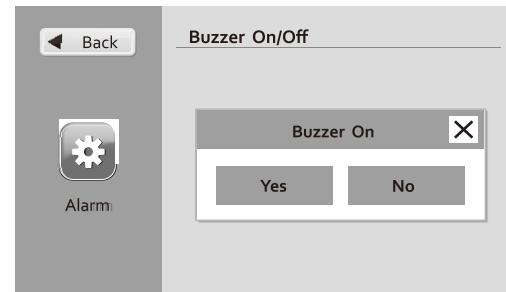 Back
Buzzer On/Off
Buzzer On
Yes
No
Alarm